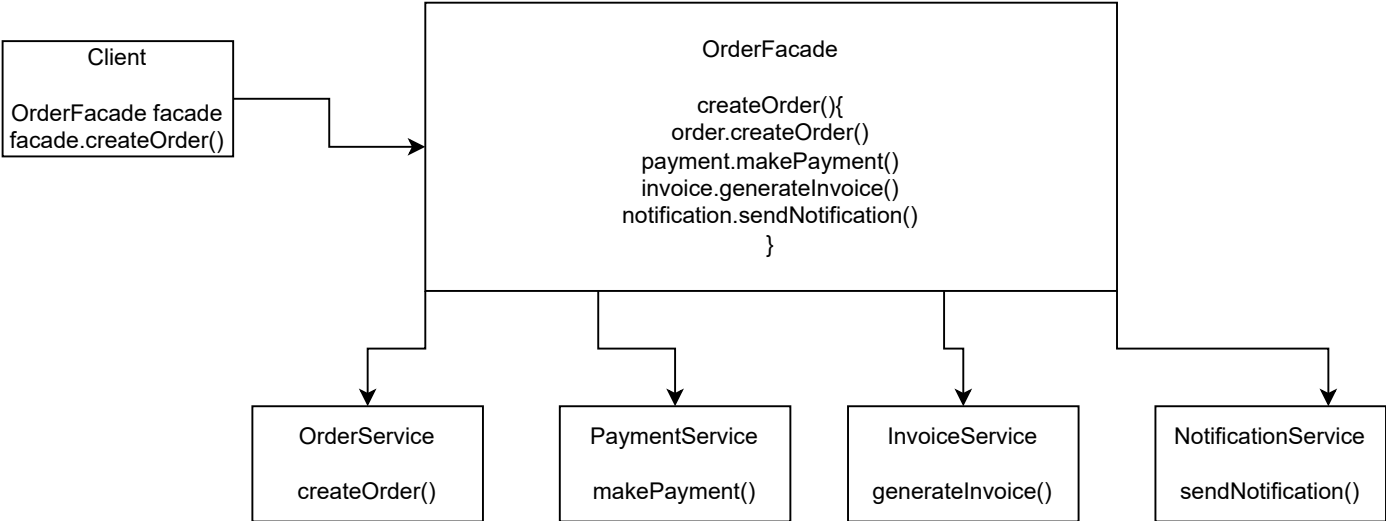 Client
OrderFacade facade
facade.createOrder()
OrderFacade
createOrder(){
order.createOrder()
payment.makePayment()
invoice.generateInvoice()
notification.sendNotification()
}
OrderService
createOrder()
PaymentService
makePayment()
InvoiceService
generateInvoice()
NotificationService
sendNotification()